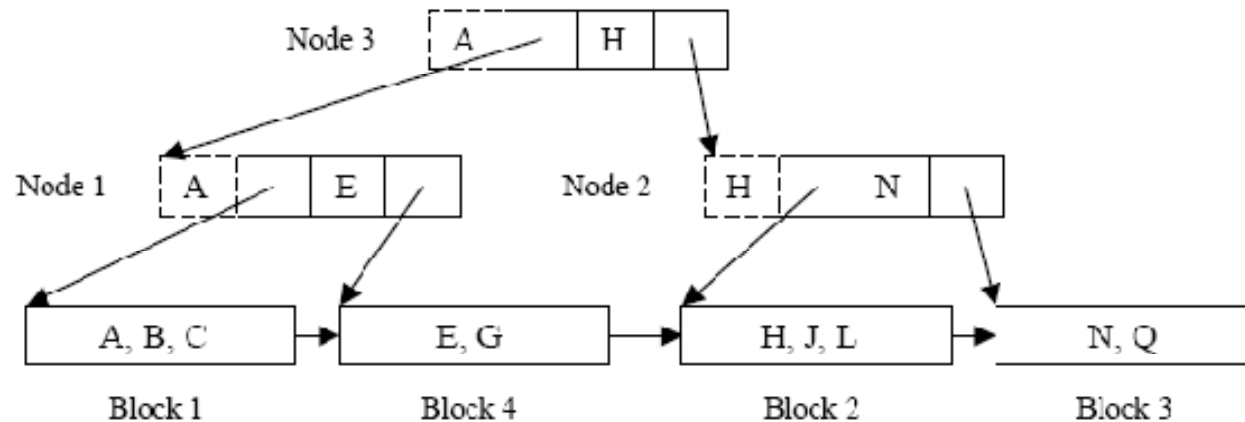 Node 3 A H
Node 1 A E Node 2 H N
A, B, C E, G H, J, L N, Q
Block 1 Block 4 Block 2 Block 3